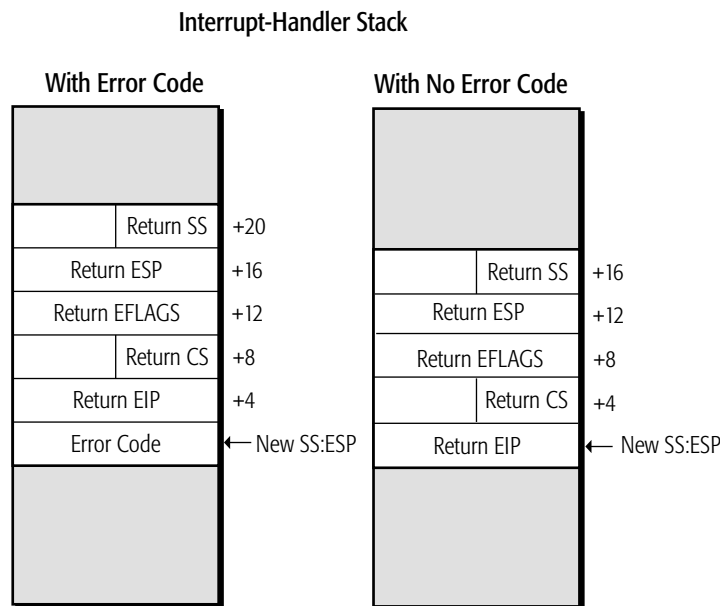 Interrupt-Handler Stack
With Error Code
Return SS +20
Return ESP +16
Return EFLAGS +12
Return CS +8
Return EIP +4
Error Code New SS:ESP
With No Error Code
Return SS +16
Return ESP +12
Return EFLAGS +8
Return CS +4
Return EIP New SS:ESP